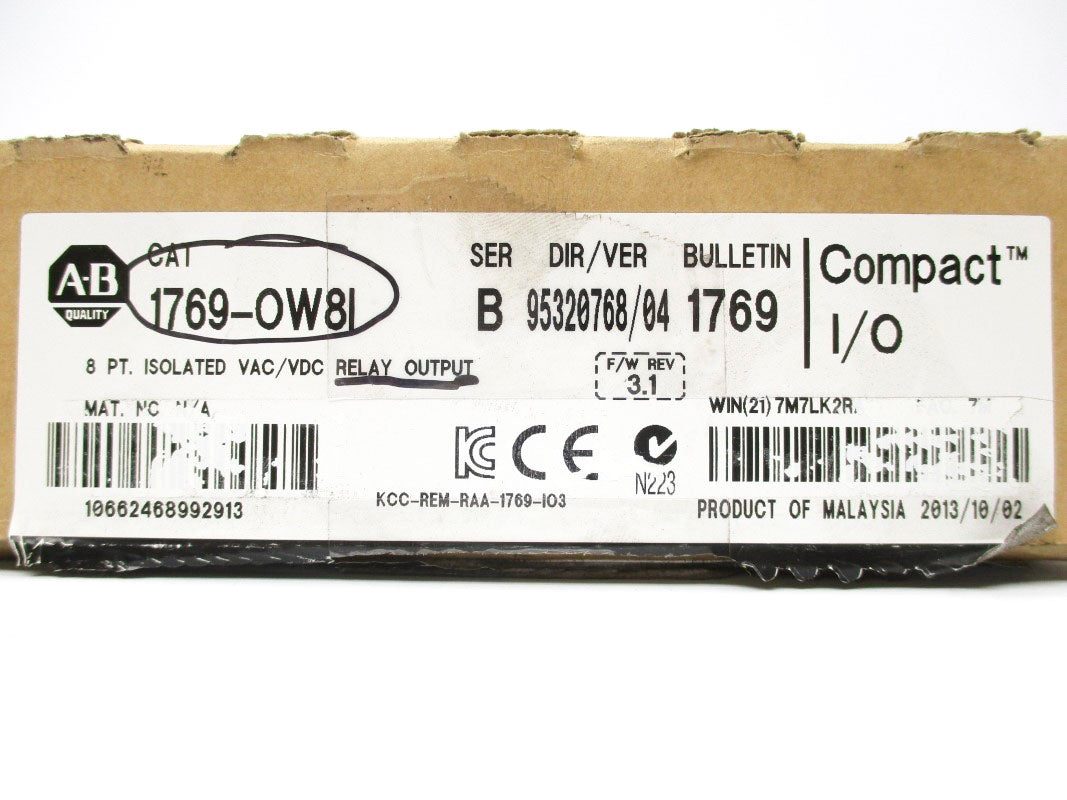 A-B
QUALITY
CAT
1769-OW8I
SER
B
DIR/VER
95320768/04
BULLETIN
1769
Compact™
I/O
8 PT. ISOLATED VAC/VDC RELAY OUTPUT
F/W REV
3.1
MAT. NO N/A
10662468992913
KC CE
N223
KCC-REM-RAA-1769-IO3
WIN(21) 7M7LK2R
PRODUCT OF MALAYSIA 2013/10/02